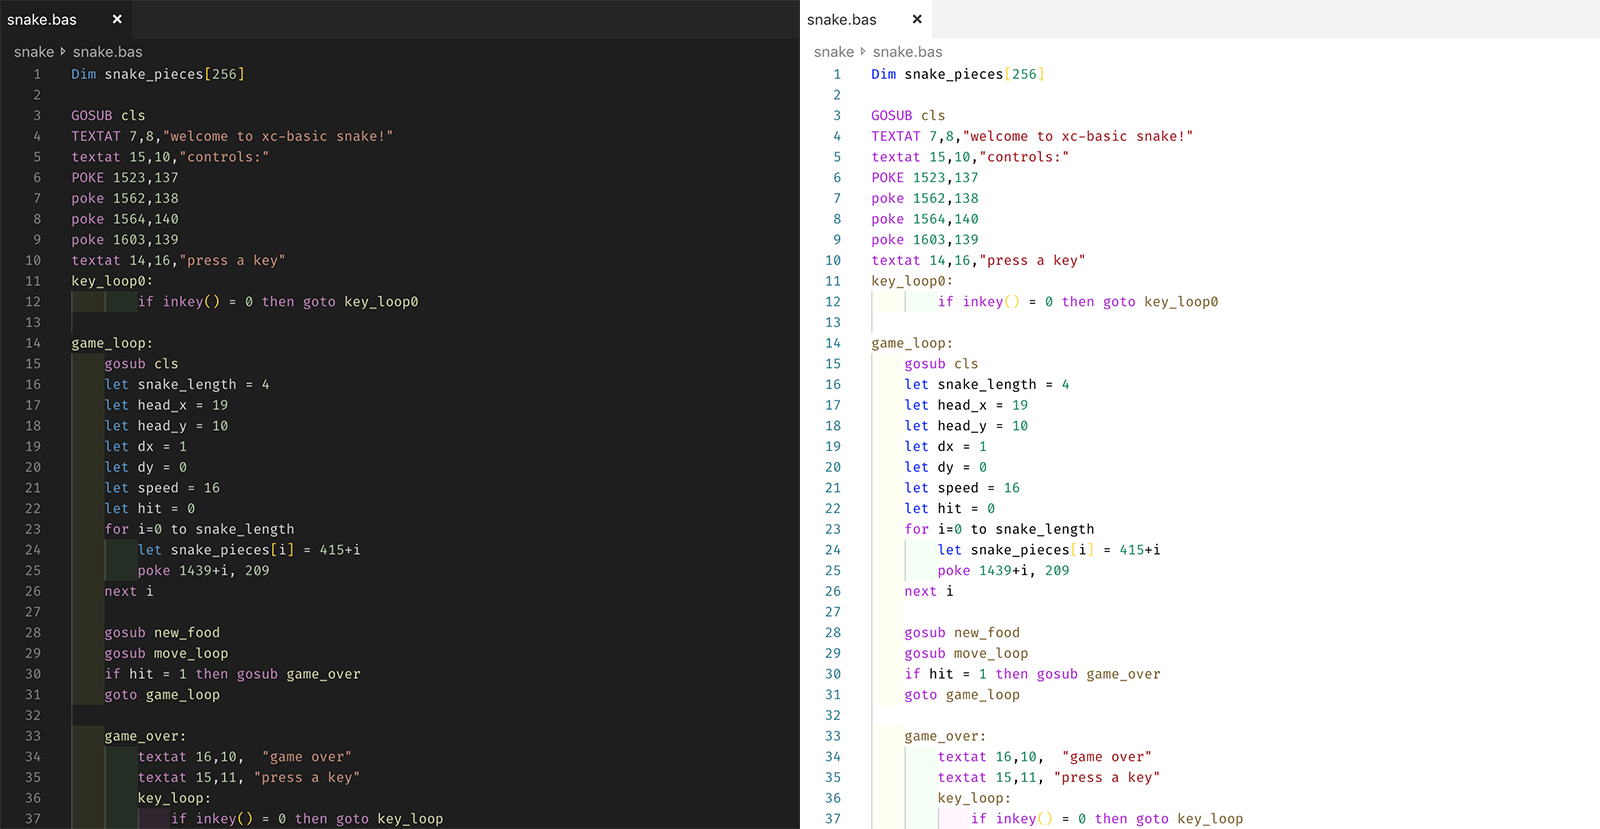 snake.bas ×
snake ▹ snake.bas
1 Dim snake_pieces[256]
2
3 GOSUB cls
4 TEXTAT 7,8,"welcome to xc-basic snake!"
5 textat 15,10,"controls:"
6 POKE 1523,137
7 poke 1562,138
8 poke 1564,140
9 poke 1603,139
10 textat 14,16,"press a key"
11 key_loop0:
12         if inkey() = 0 then goto key_loop0
13
14 game_loop:
15     gosub cls
16     let snake_length = 4
17     let head_x = 19
18     let head_y = 10
19     let dx = 1
20     let dy = 0
21     let speed = 16
22     let hit = 0
23     for i=0 to snake_length
24         let snake_pieces[i] = 415+i
25         poke 1439+i, 209
26     next i
27
28     gosub new_food
29     gosub move_loop
30     if hit = 1 then gosub game_over
31     goto game_loop
32
33     game_over:
34         textat 16,10,  "game over"
35         textat 15,11, "press a key"
36         key_loop:
37             if inkey() = 0 then goto key_loop
snake.bas ×
snake ▹ snake.bas
1 Dim snake_pieces[256]
2
3 GOSUB cls
4 TEXTAT 7,8,"welcome to xc-basic snake!"
5 textat 15,10,"controls:"
6 POKE 1523,137
7 poke 1562,138
8 poke 1564,140
9 poke 1603,139
10 textat 14,16,"press a key"
11 key_loop0:
12         if inkey() = 0 then goto key_loop0
13
14 game_loop:
15     gosub cls
16     let snake_length = 4
17     let head_x = 19
18     let head_y = 10
19     let dx = 1
20     let dy = 0
21     let speed = 16
22     let hit = 0
23     for i=0 to snake_length
24         let snake_pieces[i] = 415+i
25         poke 1439+i, 209
26     next i
27
28     gosub new_food
29     gosub move_loop
30     if hit = 1 then gosub game_over
31     goto game_loop
32
33     game_over:
34         textat 16,10,  "game over"
35         textat 15,11, "press a key"
36         key_loop:
37             if inkey() = 0 then goto key_loop